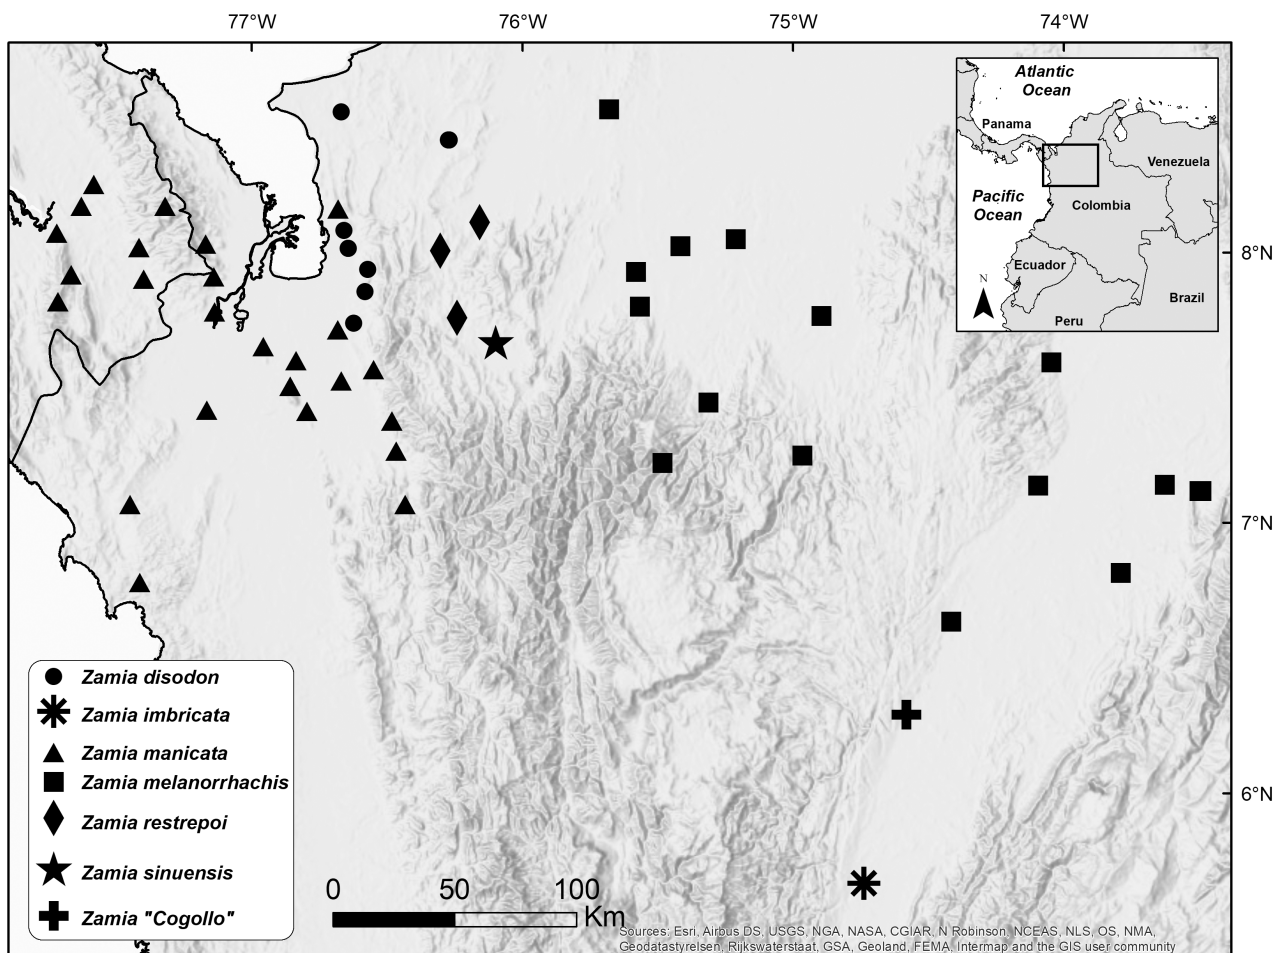 77°W 76°W 75°W 74°W
Atlantic
Ocean
Panama
Venezuela
Pacific
Ocean
Colombia
8°N
Ecuador
N
Brazil
Peru
7°N
Zamia disodon
Zamia imbricata
Zamia manicata
Zamia melanorrhachis
6°N
Zamia restrepoi
Zamia sinuensis
Zamia "Cogollo"
0 50 100
Km
Sources: Esri, Airbus DS, USGS, NGA, NASA, CGIAR, N Robinson, NCEAS, NLS, OS, NMA,
Geodatastyrelsen, Rijkswaterstaat, GSA, Geoland, FEMA, Intermap and the GIS user community